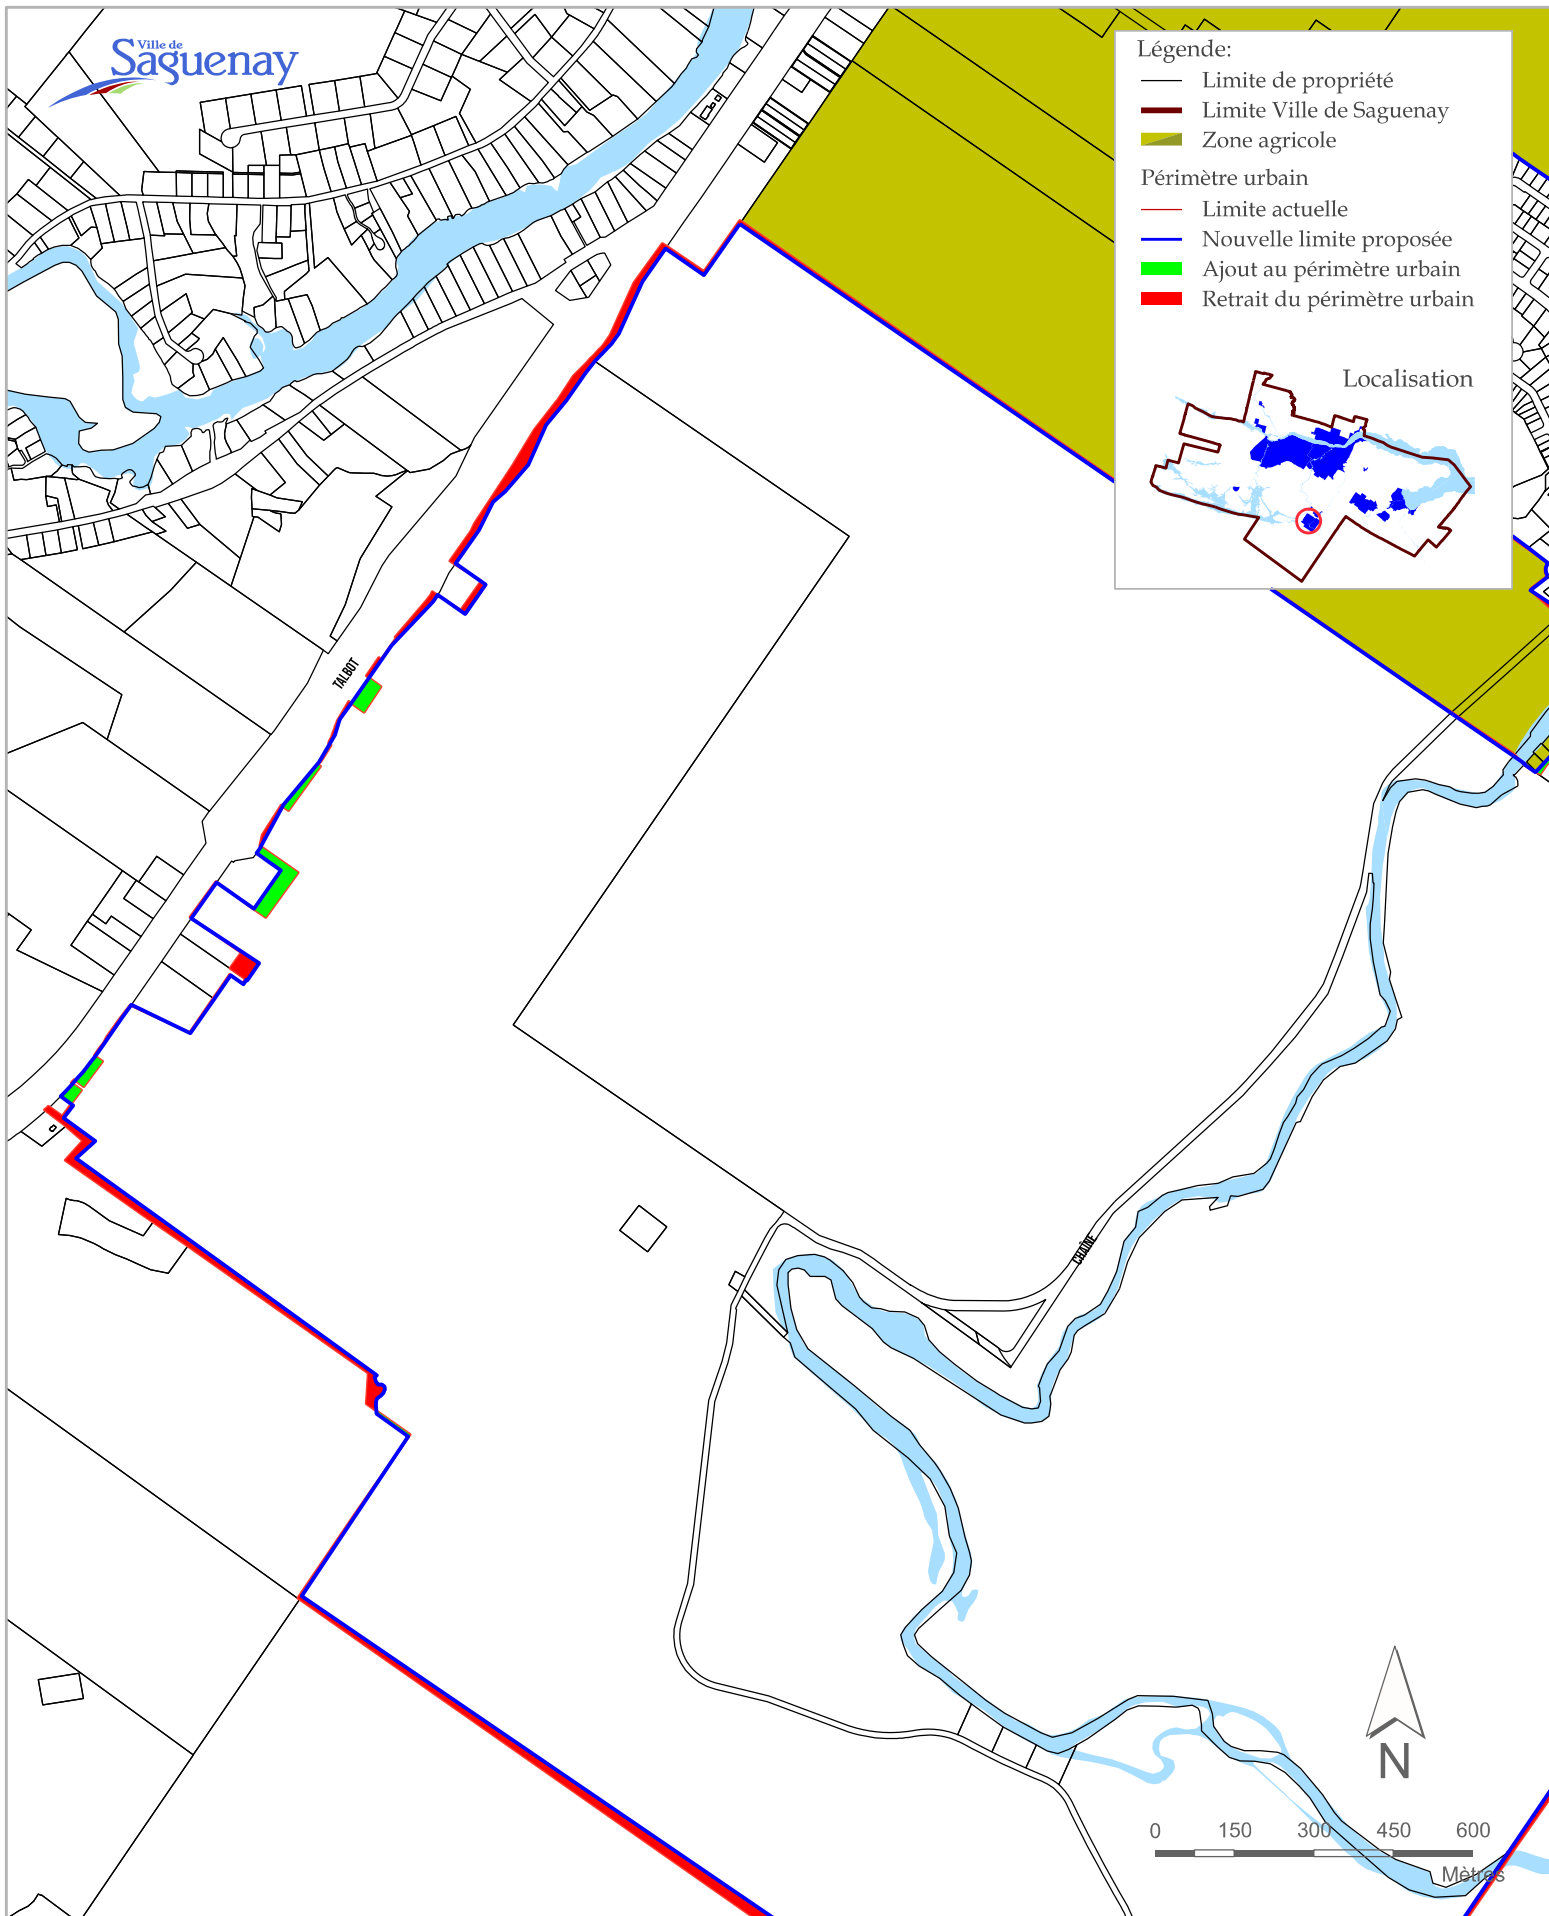 Ville de
Saguenay
Légende:
Limite de propriété
Limite Ville de Saguenay
Zone agricole
Périmètre urbain
Limite actuelle
Nouvelle limite proposée
Ajout au périmètre urbain
Retrait du périmètre urbain
Localisation
TALBOT
CHAÎNE
N
0 150 300 450 600
Mètres